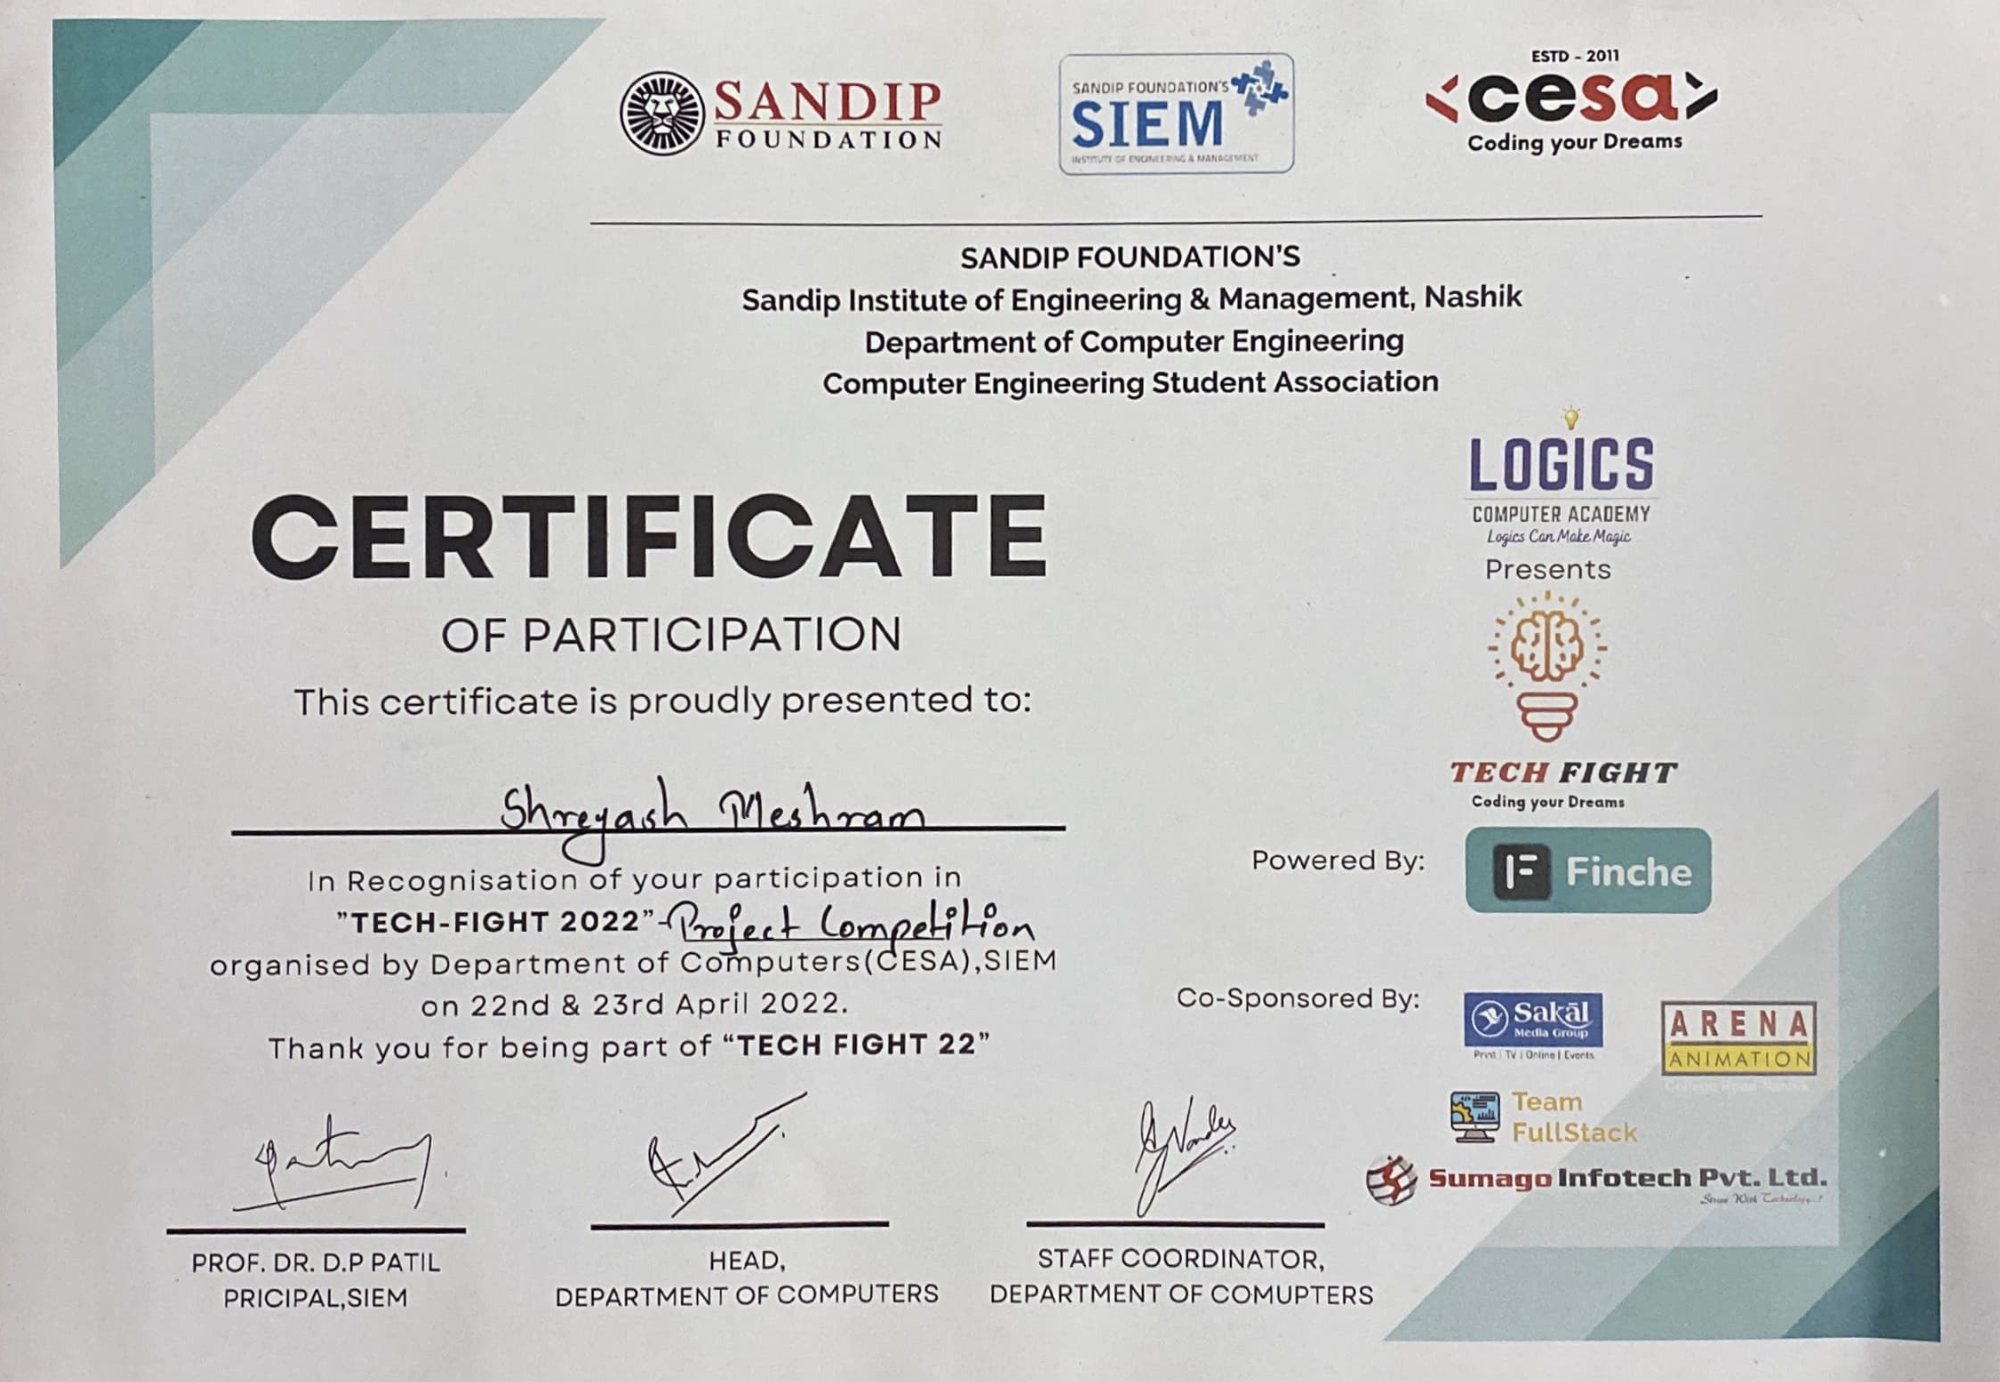 SANDIP
FOUNDATION
SANDIP FOUNDATION'S
SIEM
INSTITUTE OF ENGINEERING & MANAGEMENT
ESTD - 2011
<cesa>
Coding your Dreams
SANDIP FOUNDATION'S
Sandip Institute of Engineering & Management, Nashik
Department of Computer Engineering
Computer Engineering Student Association
CERTIFICATE
OF PARTICIPATION
This certificate is proudly presented to:
Shreyash Meshram
In Recognisation of your participation in
"TECH-FIGHT 2022"-Project Competition
organised by Department of Computers(CESA),SIEM
on 22nd & 23rd April 2022.
Thank you for being part of "TECH FIGHT 22"
LOGICS
COMPUTER ACADEMY
Logics Can Make Magic
Presents
TECH FIGHT
Coding your Dreams
Powered By:
Finche
Co-Sponsored By:
Sakāl
Media Group
Print | TV | Online | Events
ARENA
ANIMATION
Team
FullStack
Sumago Infotech Pvt. Ltd.
PROF. DR. D.P PATIL
PRICIPAL,SIEM
HEAD,
DEPARTMENT OF COMPUTERS
STAFF COORDINATOR,
DEPARTMENT OF COMUPTERS